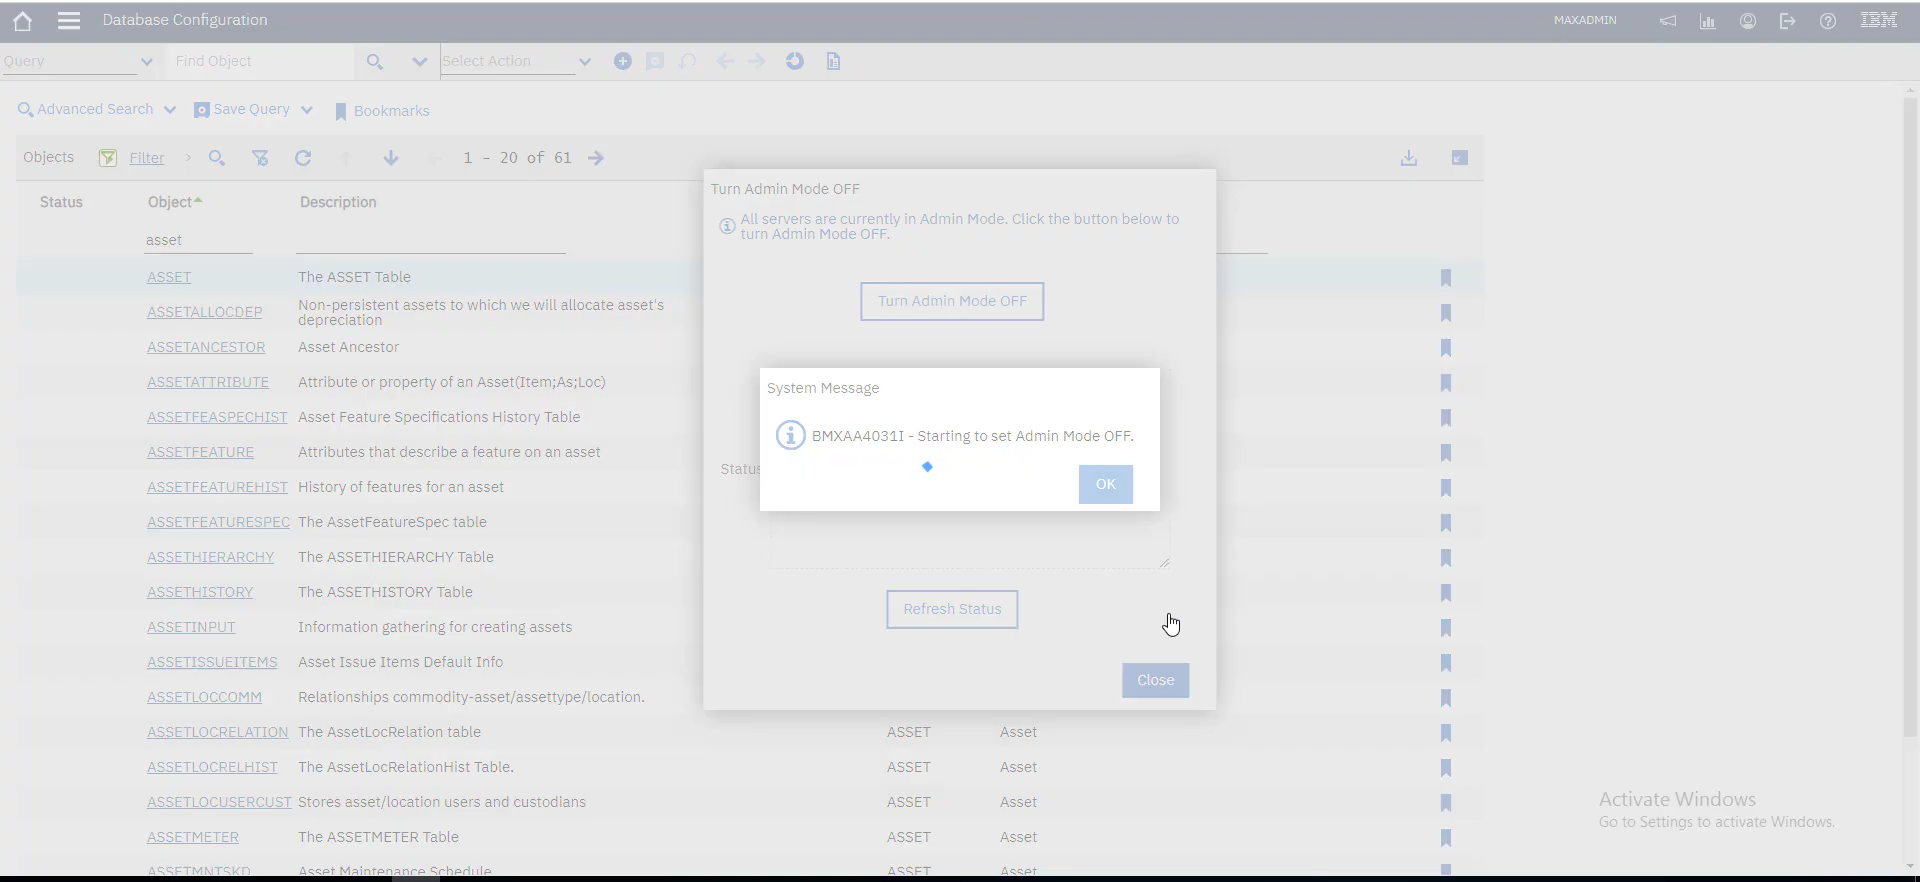 Database Configuration
MAXADMIN
IBM
Query
Find Object
Select Action
Advanced Search
Save Query
Bookmarks
Objects
Filter
1 - 20 of 61
Status
Object
Description
asset
ASSET
The ASSET Table
ASSETALLOCDEP
Non-persistent assets to which we will allocate asset's
depreciation
ASSETANCESTOR
Asset Ancestor
ASSETATTRIBUTE
Attribute or property of an Asset(Item;As;Loc)
ASSETFEASPECHIST
Asset Feature Specifications History Table
ASSETFEATURE
Attributes that describe a feature on an asset
ASSETFEATUREHIST
History of features for an asset
ASSETFEATURESPEC
The AssetFeatureSpec table
ASSETHIERARCHY
The ASSETHIERARCHY Table
ASSETHISTORY
The ASSETHISTORY Table
ASSETINPUT
Information gathering for creating assets
ASSETISSUEITEMS
Asset Issue Items Default Info
ASSETLOCCOMM
Relationships commodity-asset/assettype/location.
ASSETLOCRELATION
The AssetLocRelation table
ASSET
Asset
ASSETLOCRELHIST
The AssetLocRelationHist Table.
ASSET
Asset
ASSETLOCUSERCUST
Stores asset/location users and custodians
ASSET
Asset
ASSETMETER
The ASSETMETER Table
ASSET
Asset
ASSETMNTSKD
Asset Maintenance Schedule
ASSET
Asset
Turn Admin Mode OFF
All servers are currently in Admin Mode. Click the button below to
turn Admin Mode OFF.
Turn Admin Mode OFF
Status
System Message
BMXAA4031I - Starting to set Admin Mode OFF.
OK
Refresh Status
Close
Activate Windows
Go to Settings to activate Windows.